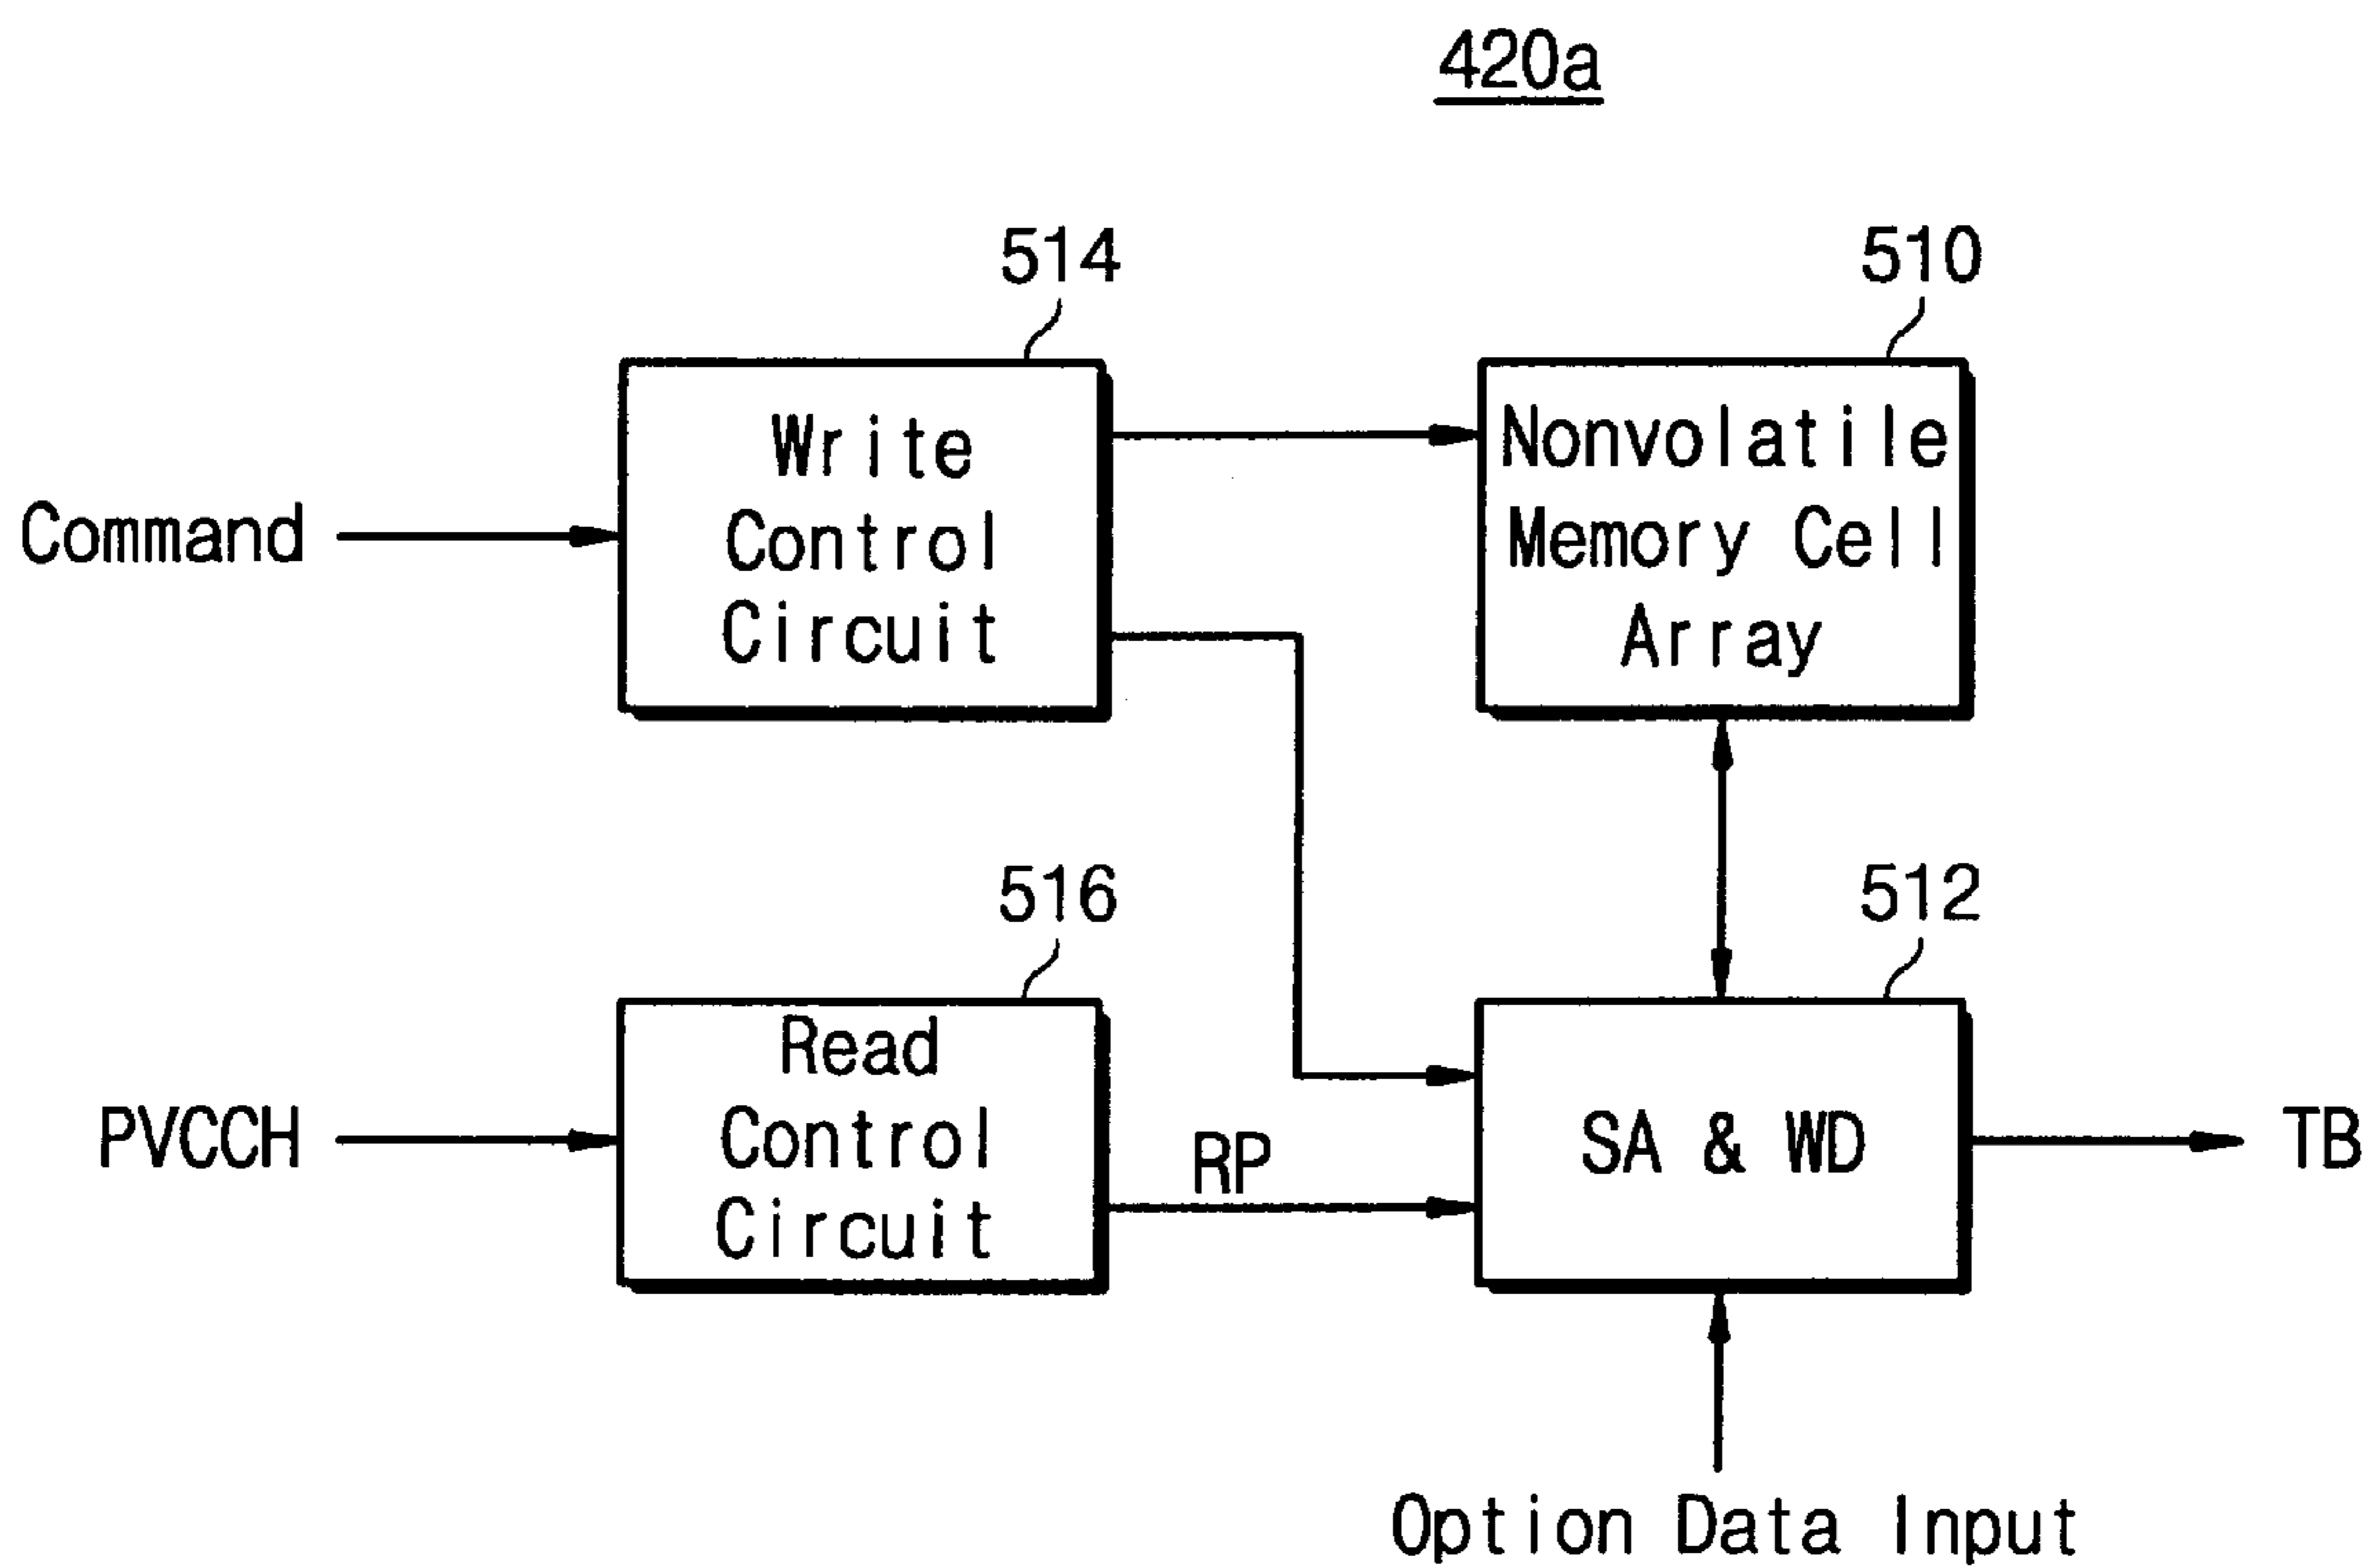 420a
514
510
Write
Control
Circuit
Nonvolatile
Memory Cell
Array
Command
516
512
Read
Control
Circuit
PVCCH
RP
SA & WD
TB
Option Data Input